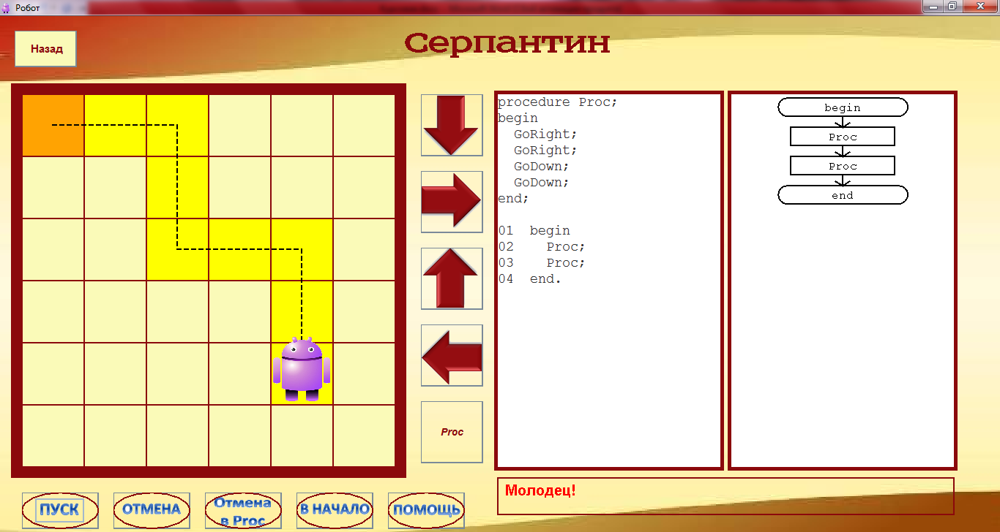 Робот
Назад
Серпантин
procedure Proc;
begin
GoRight;
GoRight;
GoDown;
GoDown;
end;
01 begin
02 Proc;
03 Proc;
04 end.
begin
Proc
Proc
end
Proc
Молодец!
ПУСК
ОТМЕНА
Отмена
в Proc
В НАЧАЛО
ПОМОЩЬ